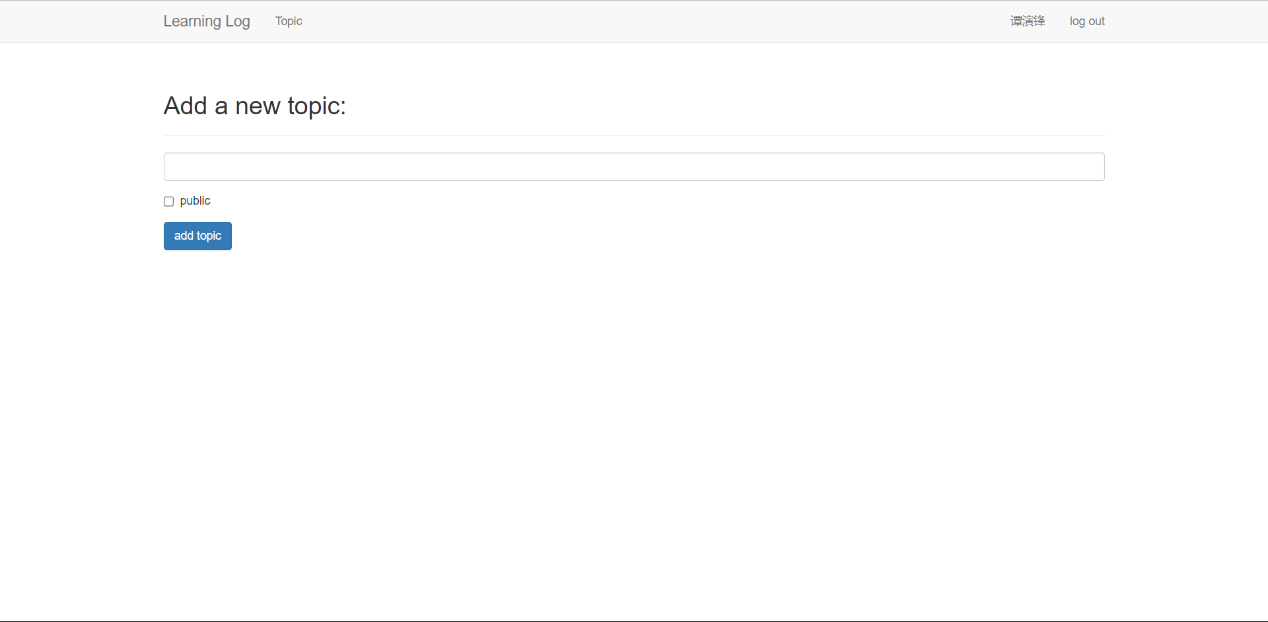 Learning Log Topic 谭演锋 log out
Add a new topic:
public
add topic